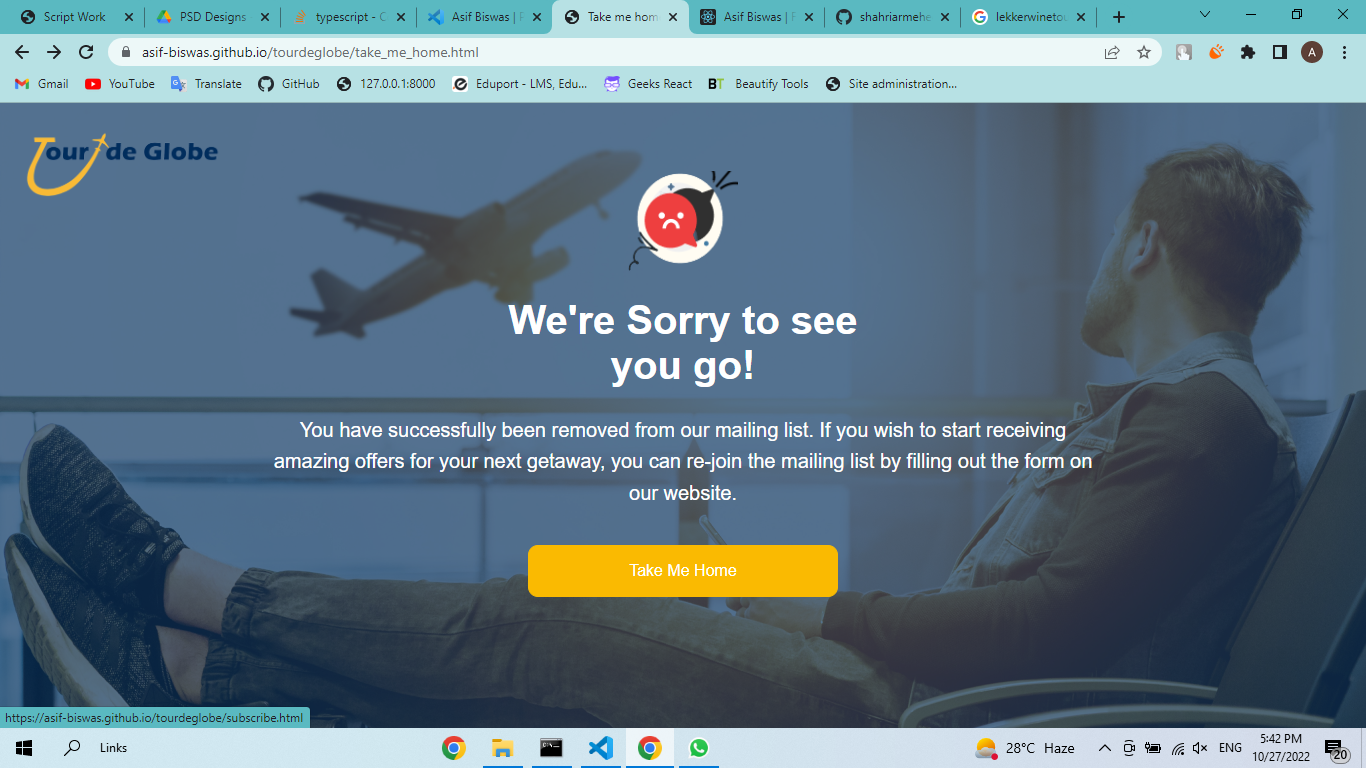 Script Work
PSD Designs
typescript - C
Asif Biswas | P
Take me hom
Asif Biswas | P
shahriarmehe
lekkerwinetou
asif-biswas.github.io/tourdeglobe/take_me_home.html
A
Gmail
YouTube
Translate
GitHub
127.0.0.1:8000
Eduport - LMS, Edu...
Geeks React
BT Beautify Tools
Site administration...
Tour de Globe
We're Sorry to see
you go!
You have successfully been removed from our mailing list. If you wish to start receiving
amazing offers for your next getaway, you can re-join the mailing list by filling out the form on
our website.
Take Me Home
https://asif-biswas.github.io/tourdeglobe/subscribe.html
Links
28°C Haze
ENG
5:42 PM
10/27/2022
20